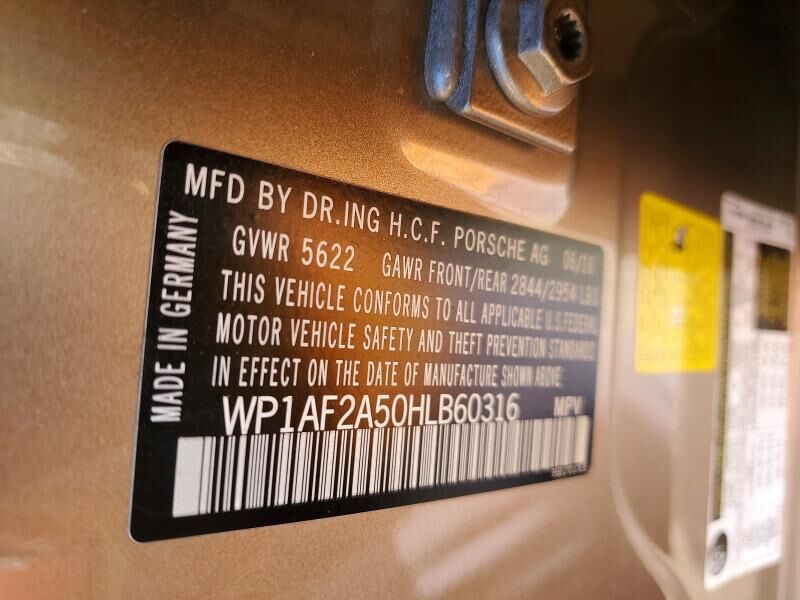 MFD BY DR.ING H.C.F. PORSCHE AG 06/16
GVWR 5622 GAWR FRONT/REAR 2844/2954 LBS
THIS VEHICLE CONFORMS TO ALL APPLICABLE U.S.FEDERAL
MOTOR VEHICLE SAFETY AND THEFT PREVENTION STANDARDS
IN EFFECT ON THE DATE OF MANUFACTURE SHOWN ABOVE.
WP1AF2A50HLB60316 MPV
MADE IN GERMANY